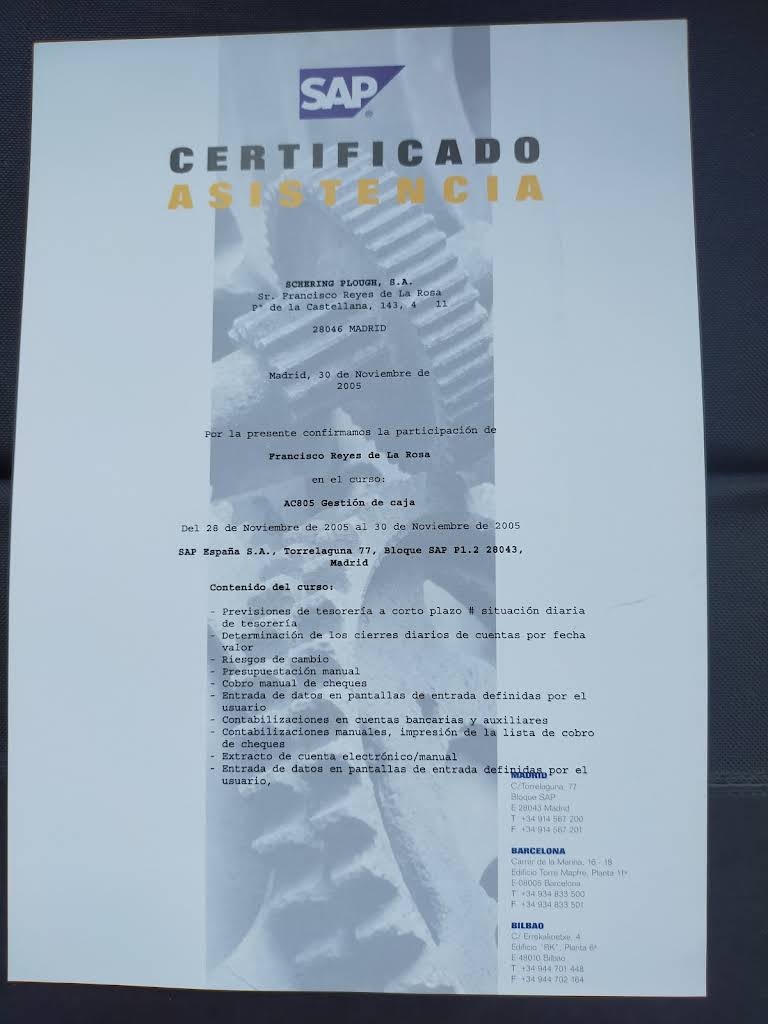 SAP
CERTIFICADO
ASISTENCIA
SCHERING PLOUGH, S.A.
Sr. Francisco Reyes de La Rosa
Pº de la Castellana, 143, 4 11
28046 MADRID
Madrid, 30 de Noviembre de
2005
Por la presente confirmamos la participación de
Francisco Reyes de La Rosa
en el curso:
AC805 Gestión de caja
Del 28 de Noviembre de 2005 al 30 de Noviembre de 2005
SAP España S.A., Torrelaguna 77, Bloque SAP P1.2 28043,
Madrid
Contenido del curso:
- Previsiones de tesorería a corto plazo # situación diaria
de tesorería
- Determinación de los cierres diarios de cuentas por fecha
valor
- Riesgos de cambio
- Presupuestación manual
- Cobro manual de cheques
- Entrada de datos en pantallas de entrada definidas por el
usuario
- Contabilizaciones en cuentas bancarias y auxiliares
- Contabilizaciones manuales, impresión de la lista de cobro
de cheques
- Extracto de cuenta electrónico/manual
- Entrada de datos en pantallas de entrada definidas por el
usuario,
MADRID
C/Torrelaguna, 77
Bloque SAP
E 28043 Madrid
T +34 914 567 200
F +34 914 567 201
BARCELONA
Carrer de la Marina, 16 - 18
Edificio Torre Mapfre, Planta 11ª
E 08005 Barcelona
T +34 934 833 500
F +34 934 833 501
BILBAO
C/ 4
Edificio "RK", Planta 6ª
E 48010 Bilbao
T +34 944 701 448
F +34 944 702 164